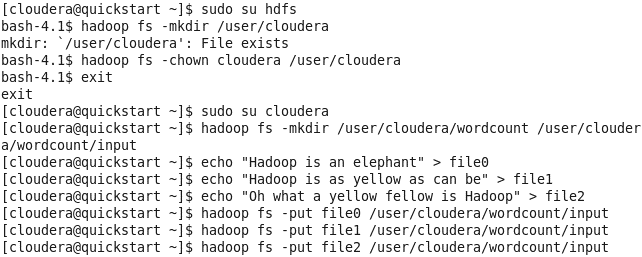 [cloudera@quickstart ~]$ sudo su hdfs
bash-4.1$ hadoop fs -mkdir /user/cloudera
mkdir: `/user/cloudera': File exists
bash-4.1$ hadoop fs -chown cloudera /user/cloudera
bash-4.1$ exit
exit
[cloudera@quickstart ~]$ sudo su cloudera
[cloudera@quickstart ~]$ hadoop fs -mkdir /user/cloudera/wordcount /user/clouder
a/wordcount/input
[cloudera@quickstart ~]$ echo "Hadoop is an elephant" > file0
[cloudera@quickstart ~]$ echo "Hadoop is as yellow as can be" > file1
[cloudera@quickstart ~]$ echo "Oh what a yellow fellow is Hadoop" > file2
[cloudera@quickstart ~]$ hadoop fs -put file0 /user/cloudera/wordcount/input
[cloudera@quickstart ~]$ hadoop fs -put file1 /user/cloudera/wordcount/input
[cloudera@quickstart ~]$ hadoop fs -put file2 /user/cloudera/wordcount/input